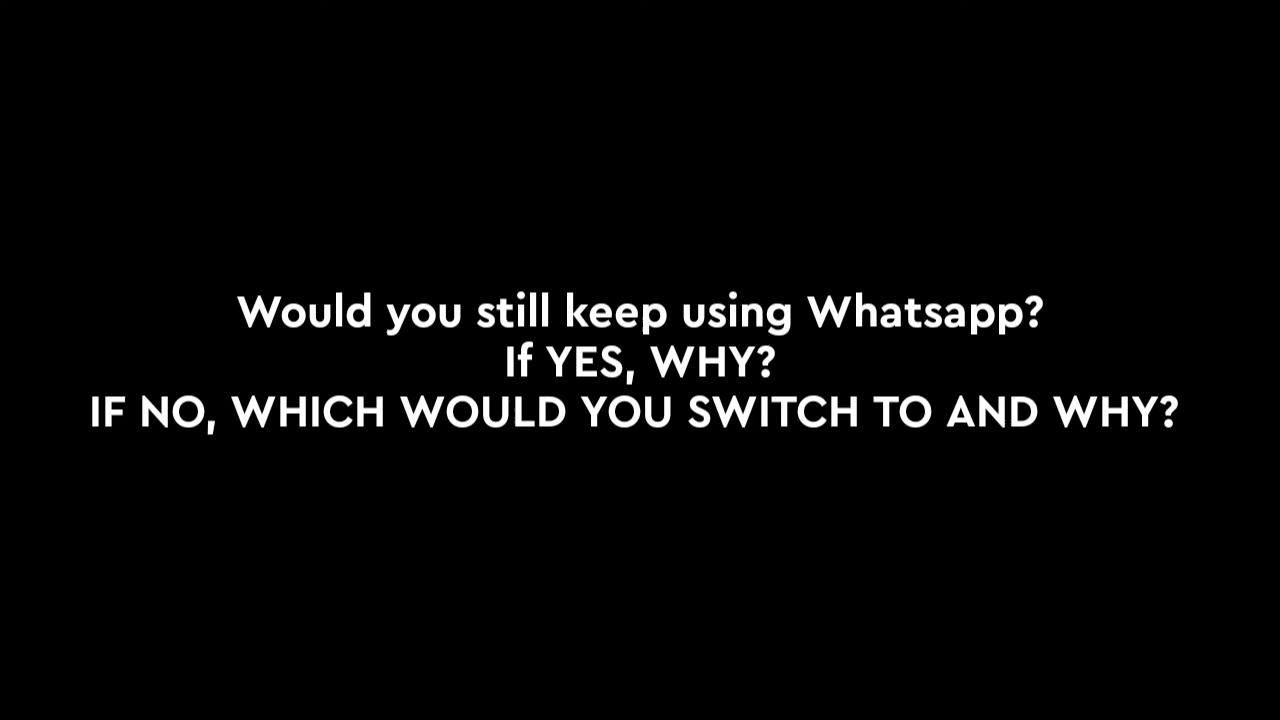 Would you still keep using Whatsapp?
If YES, WHY?
IF NO, WHICH WOULD YOU SWITCH TO AND WHY?